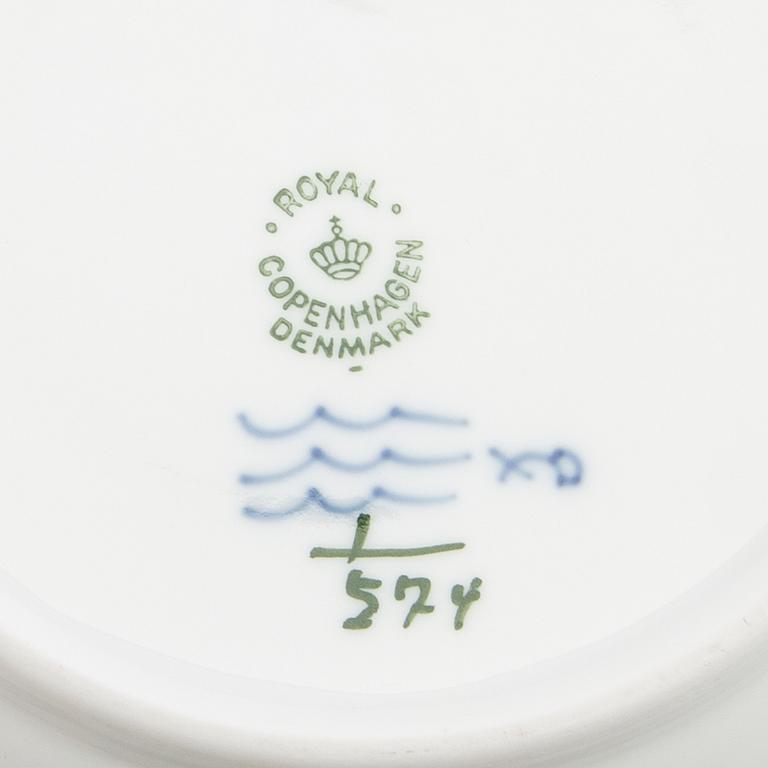 ROYAL
COPENHAGEN
DENMARK
1
574